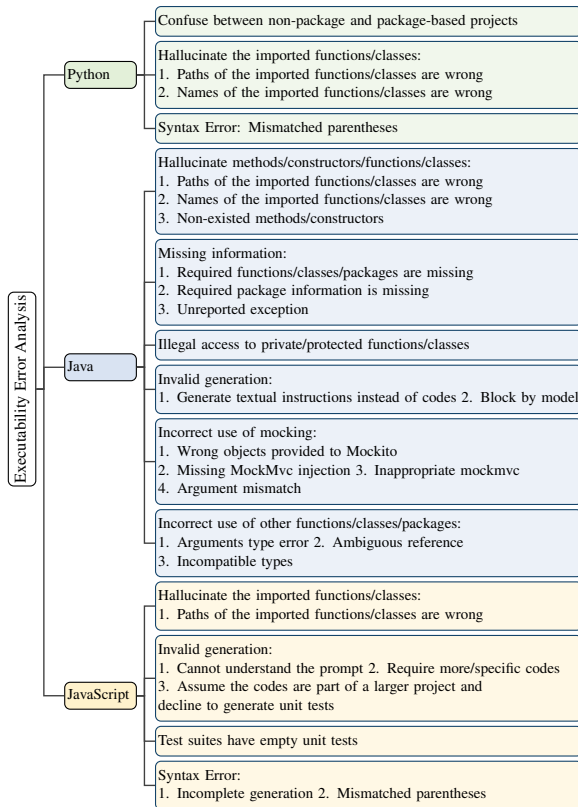 Executability Error Analysis
Python
Confuse between non-package and package-based projects
Hallucinate the imported functions/classes:
1. Paths of the imported functions/classes are wrong
2. Names of the imported functions/classes are wrong
Syntax Error: Mismatched parentheses
Java
Hallucinate methods/constructors/functions/classes:
1. Paths of the imported functions/classes are wrong
2. Names of the imported functions/classes are wrong
3. Non-existed methods/constructors
Missing information:
1. Required functions/classes/packages are missing
2. Required package information is missing
3. Unreported exception
Illegal access to private/protected functions/classes
Invalid generation:
1. Generate textual instructions instead of codes 2. Block by model
Incorrect use of mocking:
1. Wrong objects provided to Mockito
2. Missing MockMvc injection 3. Inappropriate mockmvc
4. Argument mismatch
Incorrect use of other functions/classes/packages:
1. Arguments type error 2. Ambiguous reference
3. Incompatible types
JavaScript
Hallucinate the imported functions/classes:
1. Paths of the imported functions/classes are wrong
Invalid generation:
1. Cannot understand the prompt 2. Require more/specific codes
3. Assume the codes are part of a larger project and
decline to generate unit tests
Test suites have empty unit tests
Syntax Error:
1. Incomplete generation 2. Mismatched parentheses